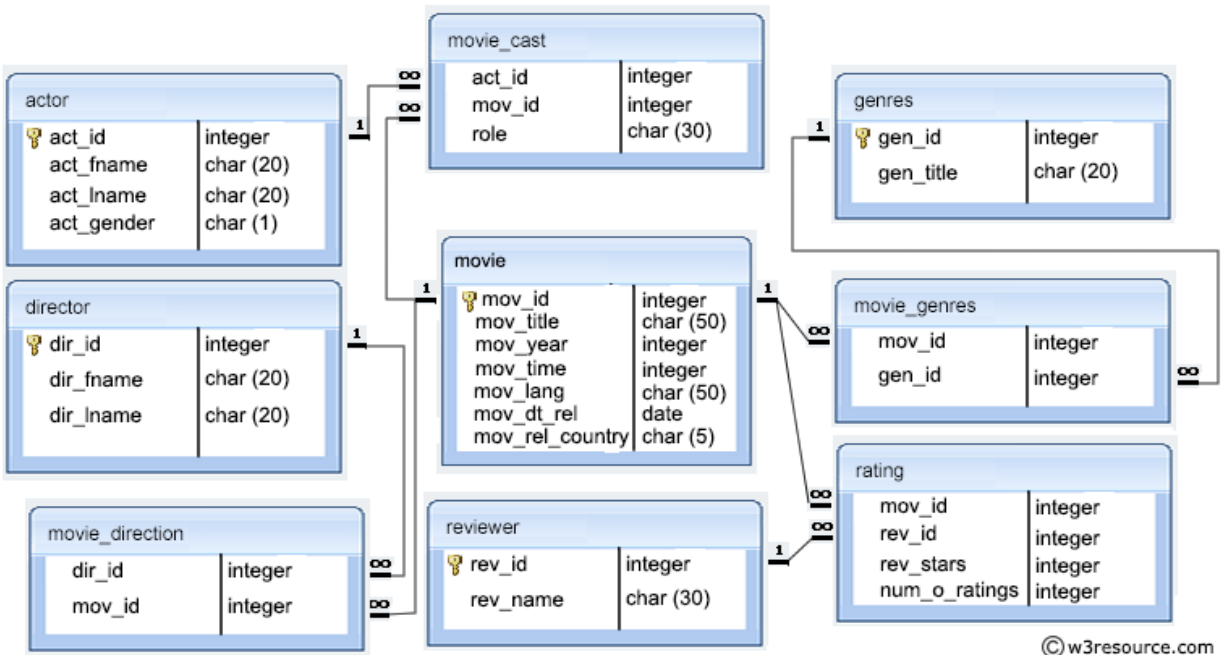 movie_cast
act_id integer
mov_id integer
role char (30)
actor
act_id integer
act_fname char (20)
act_lname char (20)
act_gender char (1)
1
∞
∞
genres
gen_id integer
gen_title char (20)
1
director
dir_id integer
dir_fname char (20)
dir_lname char (20)
1
movie
mov_id integer
mov_title char (50)
mov_year integer
mov_time integer
mov_lang char (50)
mov_dt_rel date
mov_rel_country char (5)
1
1
movie_genres
mov_id integer
gen_id integer
∞
∞
movie_direction
dir_id integer
mov_id integer
∞
∞
reviewer
rev_id integer
rev_name char (30)
1
rating
mov_id integer
rev_id integer
rev_stars integer
num_o_ratings integer
∞
∞
© w3resource.com